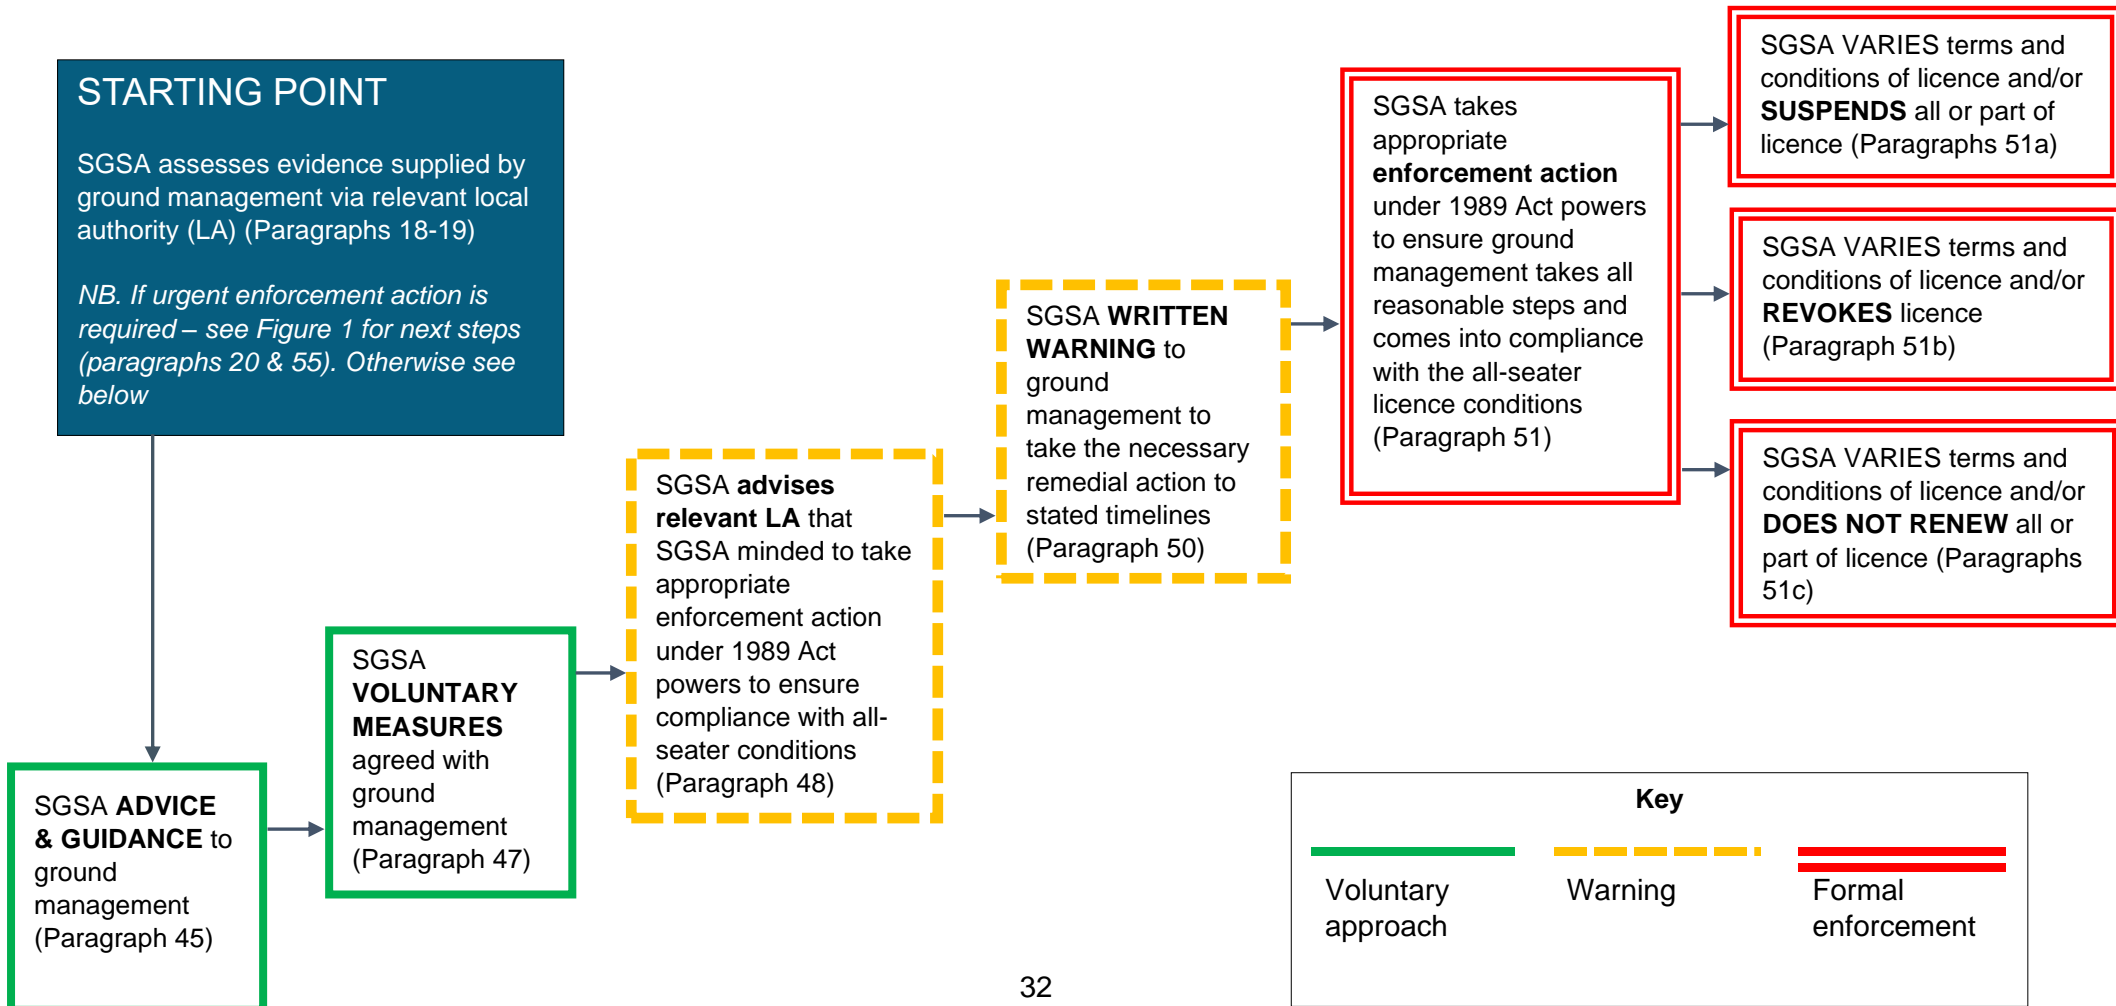 STARTING POINT
SGSA assesses evidence supplied by
ground management via relevant local
authority (LA) (Paragraphs 18-19)
NB. If urgent enforcement action is
required – see Figure 1 for next steps
(paragraphs 20 & 55). Otherwise see
below
SGSA ADVICE
& GUIDANCE to
ground
management
(Paragraph 45)
SGSA
VOLUNTARY
MEASURES
agreed with
ground
management
(Paragraph 47)
SGSA advises
relevant LA that
SGSA minded to take
appropriate
enforcement action
under 1989 Act
powers to ensure
compliance with all-
seater conditions
(Paragraph 48)
SGSA WRITTEN
WARNING to
ground
management to
take the necessary
remedial action to
stated timelines
(Paragraph 50)
SGSA takes
appropriate
enforcement action
under 1989 Act powers
to ensure ground
management takes all
reasonable steps and
comes into compliance
with the all-seater
licence conditions
(Paragraph 51)
SGSA VARIES terms and
conditions of licence and/or
SUSPENDS all or part of
licence (Paragraphs 51a)
SGSA VARIES terms and
conditions of licence and/or
REVOKES licence
(Paragraph 51b)
SGSA VARIES terms and
conditions of licence and/or
DOES NOT RENEW all or
part of licence (Paragraphs
51c)
Key
Voluntary
approach
Warning
Formal
enforcement
32